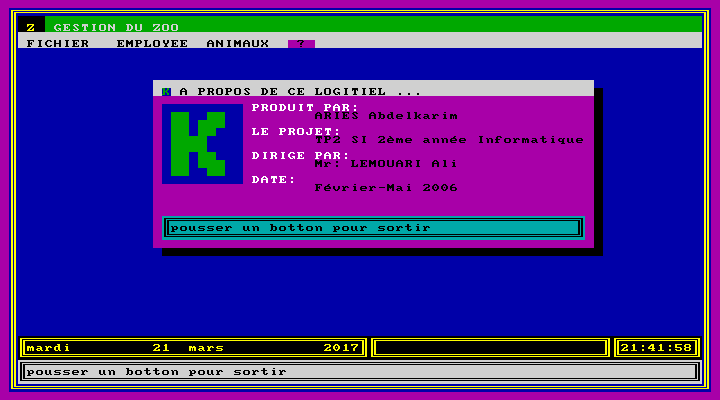 Z GESTION DU ZOO
FICHIER EMPLOYEE ANIMAUX ?
K A PROPOS DE CE LOGITIEL ...
PRODUIT PAR:
ARIES Abdelkarim
LE PROJET:
TP2 SI 2ème année Informatique
DIRIGE PAR:
Mr: LEMOUARI Ali
DATE:
Février-Mai 2006
K
pousser un botton pour sortir
mardi 21 mars 2017 21:41:58
pousser un botton pour sortir